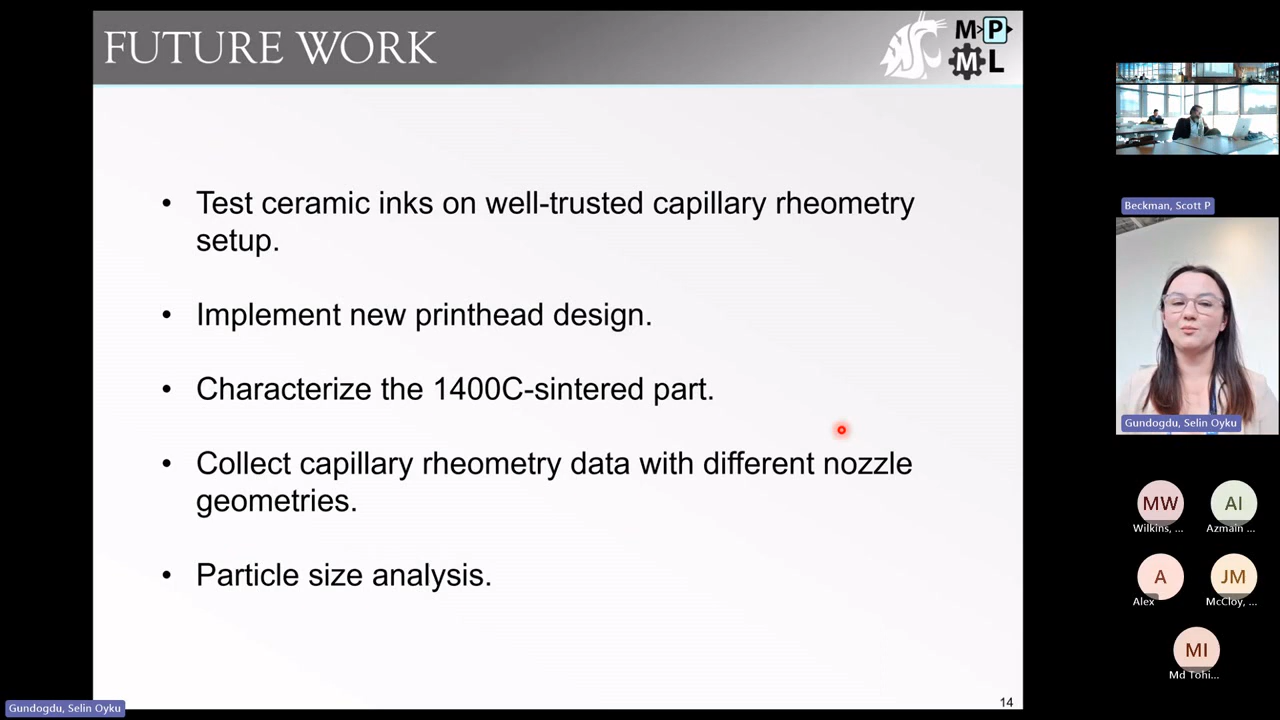 FUTURE WORK
M P
M L
• Test ceramic inks on well-trusted capillary rheometry
setup.
• Implement new printhead design.
• Characterize the 1400C-sintered part.
• Collect capillary rheometry data with different nozzle
geometries.
• Particle size analysis.
14
Gundogdu, Selin Oyku
Beckman, Scott P
Gundogdu, Selin Oyku
MW
Wilkins, ...
AI
Azmain ...
A
Alex
JM
McCloy, ...
MI
Md Tohi...